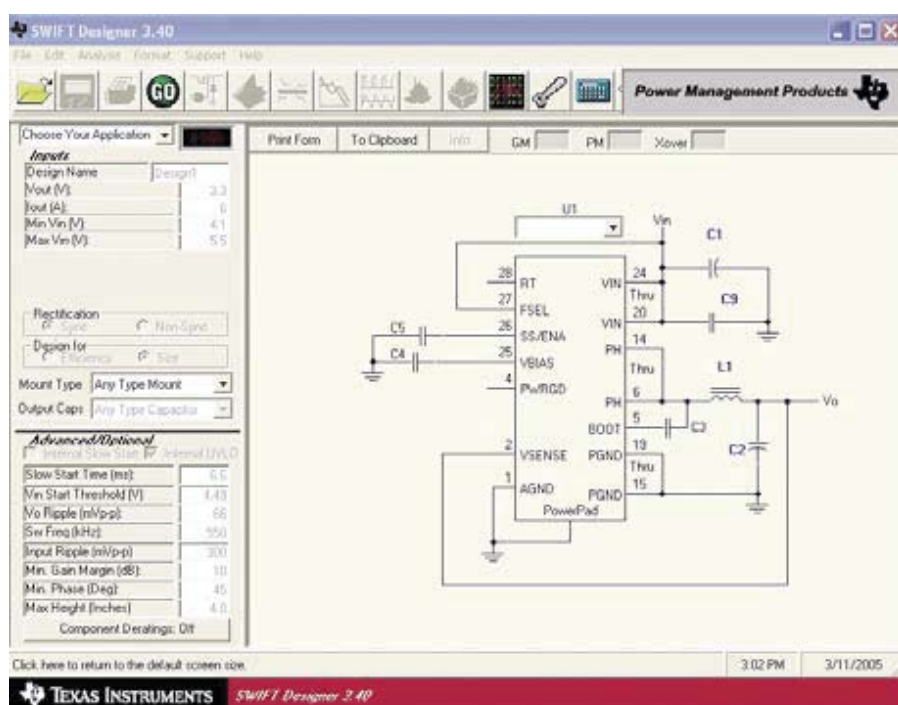 SWIFT Designer 3.40
File Edit Analysis Format Support Help
GO
Power Management Products
Choose Your Application
Print Form To Clipboard Info GM PM Xover
Inputs
Design Name Design1
Vout (V): 3.3
Iout (A): 6
Min Vin (V): 4.1
Max Vin (V): 5.5
Rectification
Sync Non-Sync
Design for
Efficiency Size
Mount Type Any Type Mount
Output Caps Any Type Capacitor
Advanced/Optional
Internal Slow Start Internal UVLO
Slow Start Time (ms):
Vin Start Threshold (V) 4.49
Vo Ripple (mVp-p): 66
Sw Freq (kHz): 550
Input Ripple (mVp-p) 300
Min. Gain Margin (dB): 10
Min. Phase (Deg): 45
Max Height (Inches) 4.0
Component Deratings: Off
U1
Vin
C1
28 RT VIN 24
Thru
27 FSEL VIN 20
C9
C5 26 SS/ENA PH 14
C4 25 VBIAS Thru
L1
4 PWRGD PH 6
Vo
BOOT 5
C3
2 VSENSE PGND 19
C2
Thru
1 AGND PGND 15
PowerPad
Click here to return to the default screen size. 3:02 PM 3/11/2005
TEXAS INSTRUMENTS SWIFT Designer 3.40